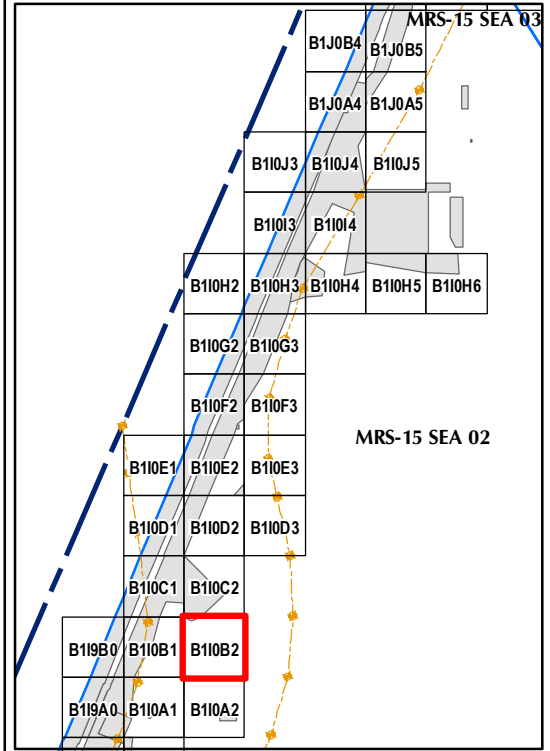 MRS-15 SEA 03
B1J0B4 B1J0B5
B1J0A4 B1J0A5
B1I0J3 B1I0J4 B1I0J5
B1I0I3 B1I0I4
B1I0H2 B1I0H3 B1I0H4 B1I0H5 B1I0H6
B1I0G2 B1I0G3
B1I0F2 B1I0F3
MRS-15 SEA 02
B1I0E1 B1I0E2 B1I0E3
B1I0D1 B1I0D2 B1I0D3
B1I0C1 B1I0C2
B1I9B0 B1I0B1 B1I0B2
B1I9A0 B1I0A1 B1I0A2